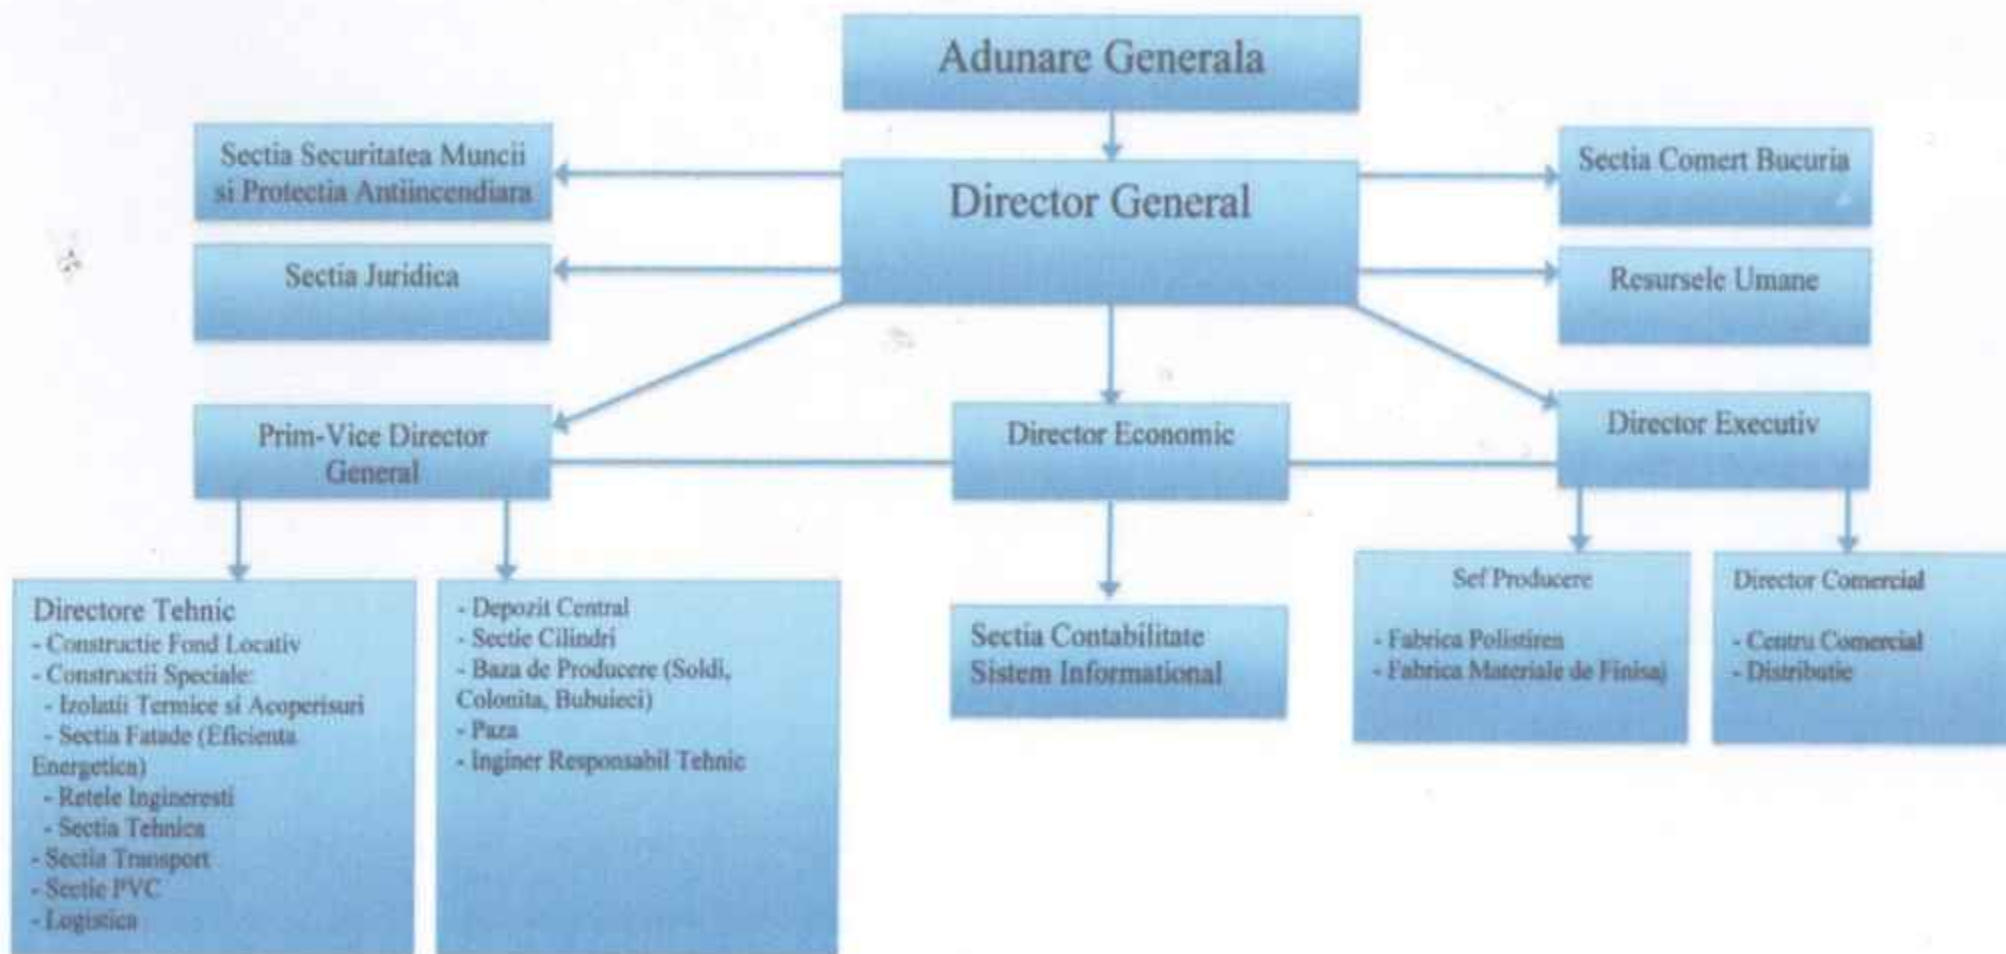 Adunare Generala
Sectia Securitatea Muncii
si Protectia Antiincendiara
Director General
Sectia Comert Bucuria
Sectia Juridica
Resursele Umane
Prim-Vice Director
General
Director Economic
Director Executiv
Directore Tehnic
- Constructie Fond Locativ
- Constructii Speciale:
- Izolatii Termice si Acoperisuri
- Sectia Fatade (Eficienta
Energetica)
- Retele Ingineresti
- Sectia Tehnica
- Sectia Transport
- Sectie PVC
- Logistica
- Depozit Central
- Sectie Cilindri
- Baza de Producere (Soldi,
Colonita, Bubuieci)
- Paza
- Inginer Responsabil Tehnic
Sectia Contabilitate
Sistem Informational
Sef Producere
- Fabrica Polistiren
- Fabrica Materiale de Finisaj
Director Comercial
- Centru Comercial
- Distributie